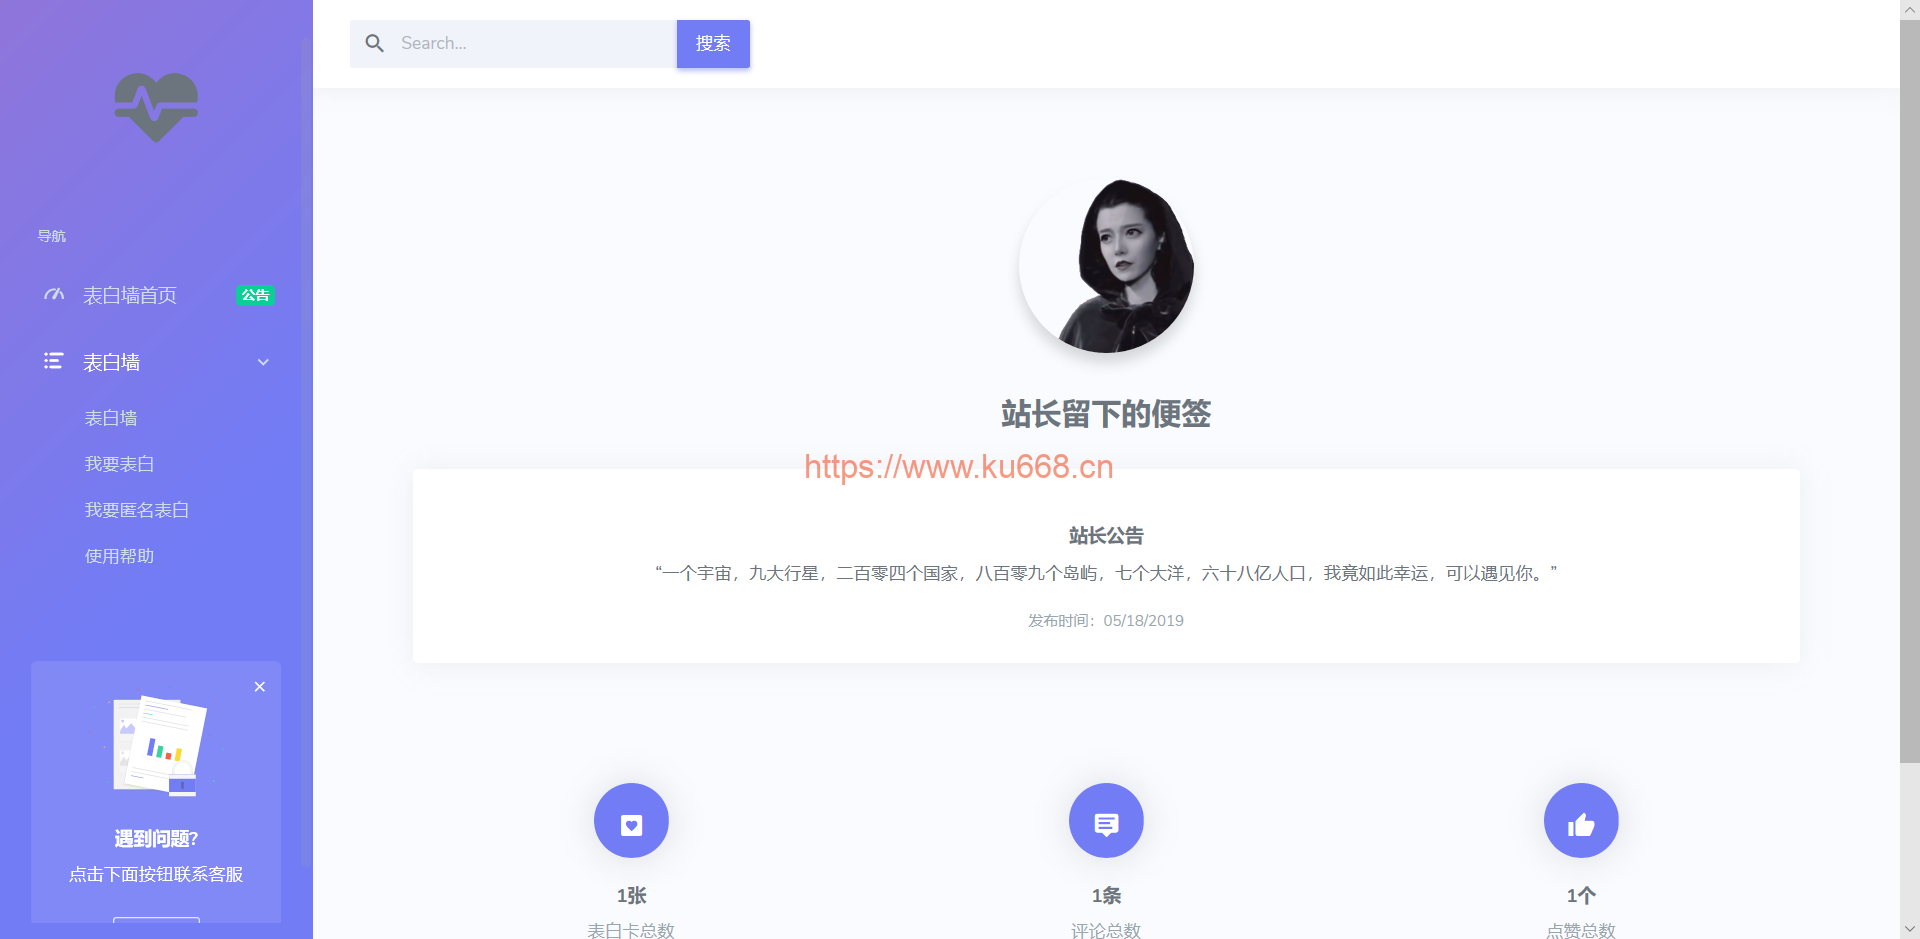 Search...
搜索
导航
表白墙首页
公告
表白墙
表白墙
我要表白
我要匿名表白
使用帮助
遇到问题?
点击下面按钮联系客服
站长留下的便签
https://www.ku668.cn
站长公告
“一个宇宙，九大行星，二百零四个国家，八百零九个岛屿，七个大洋，六十八亿人口，我竟如此幸运，可以遇见你。”
发布时间：05/18/2019
1张
表白卡总数
1条
评论总数
1个
点赞总数